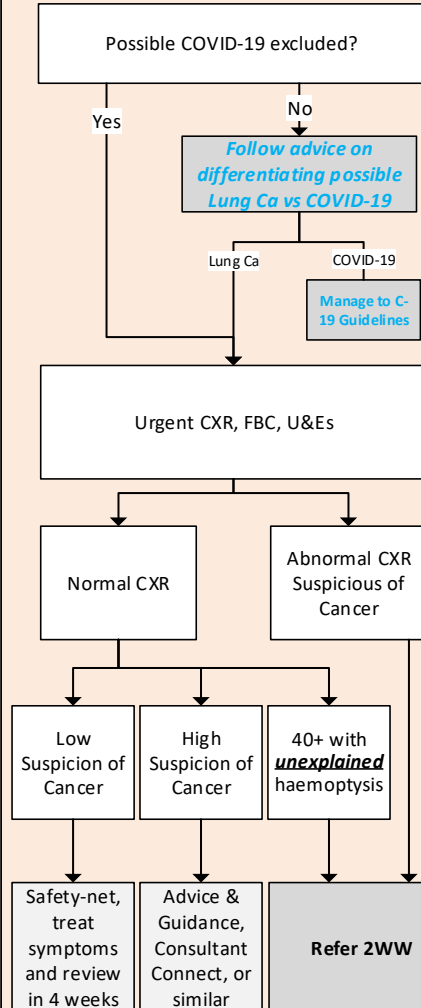 Possible COVID-19 excluded?
Yes
No
Follow advice on
differentiating possible
Lung Ca vs COVID-19
Lung Ca
COVID-19
Manage to C-
19 Guidelines
Urgent CXR, FBC, U&Es
Normal CXR
Abnormal CXR
Suspicious of
Cancer
Low
Suspicion of
Cancer
High
Suspicion of
Cancer
40+ with
unexplained
haemoptysis
Safety-net,
treat
symptoms
and review
in 4 weeks
Advice &
Guidance,
Consultant
Connect, or
similar
Refer 2WW